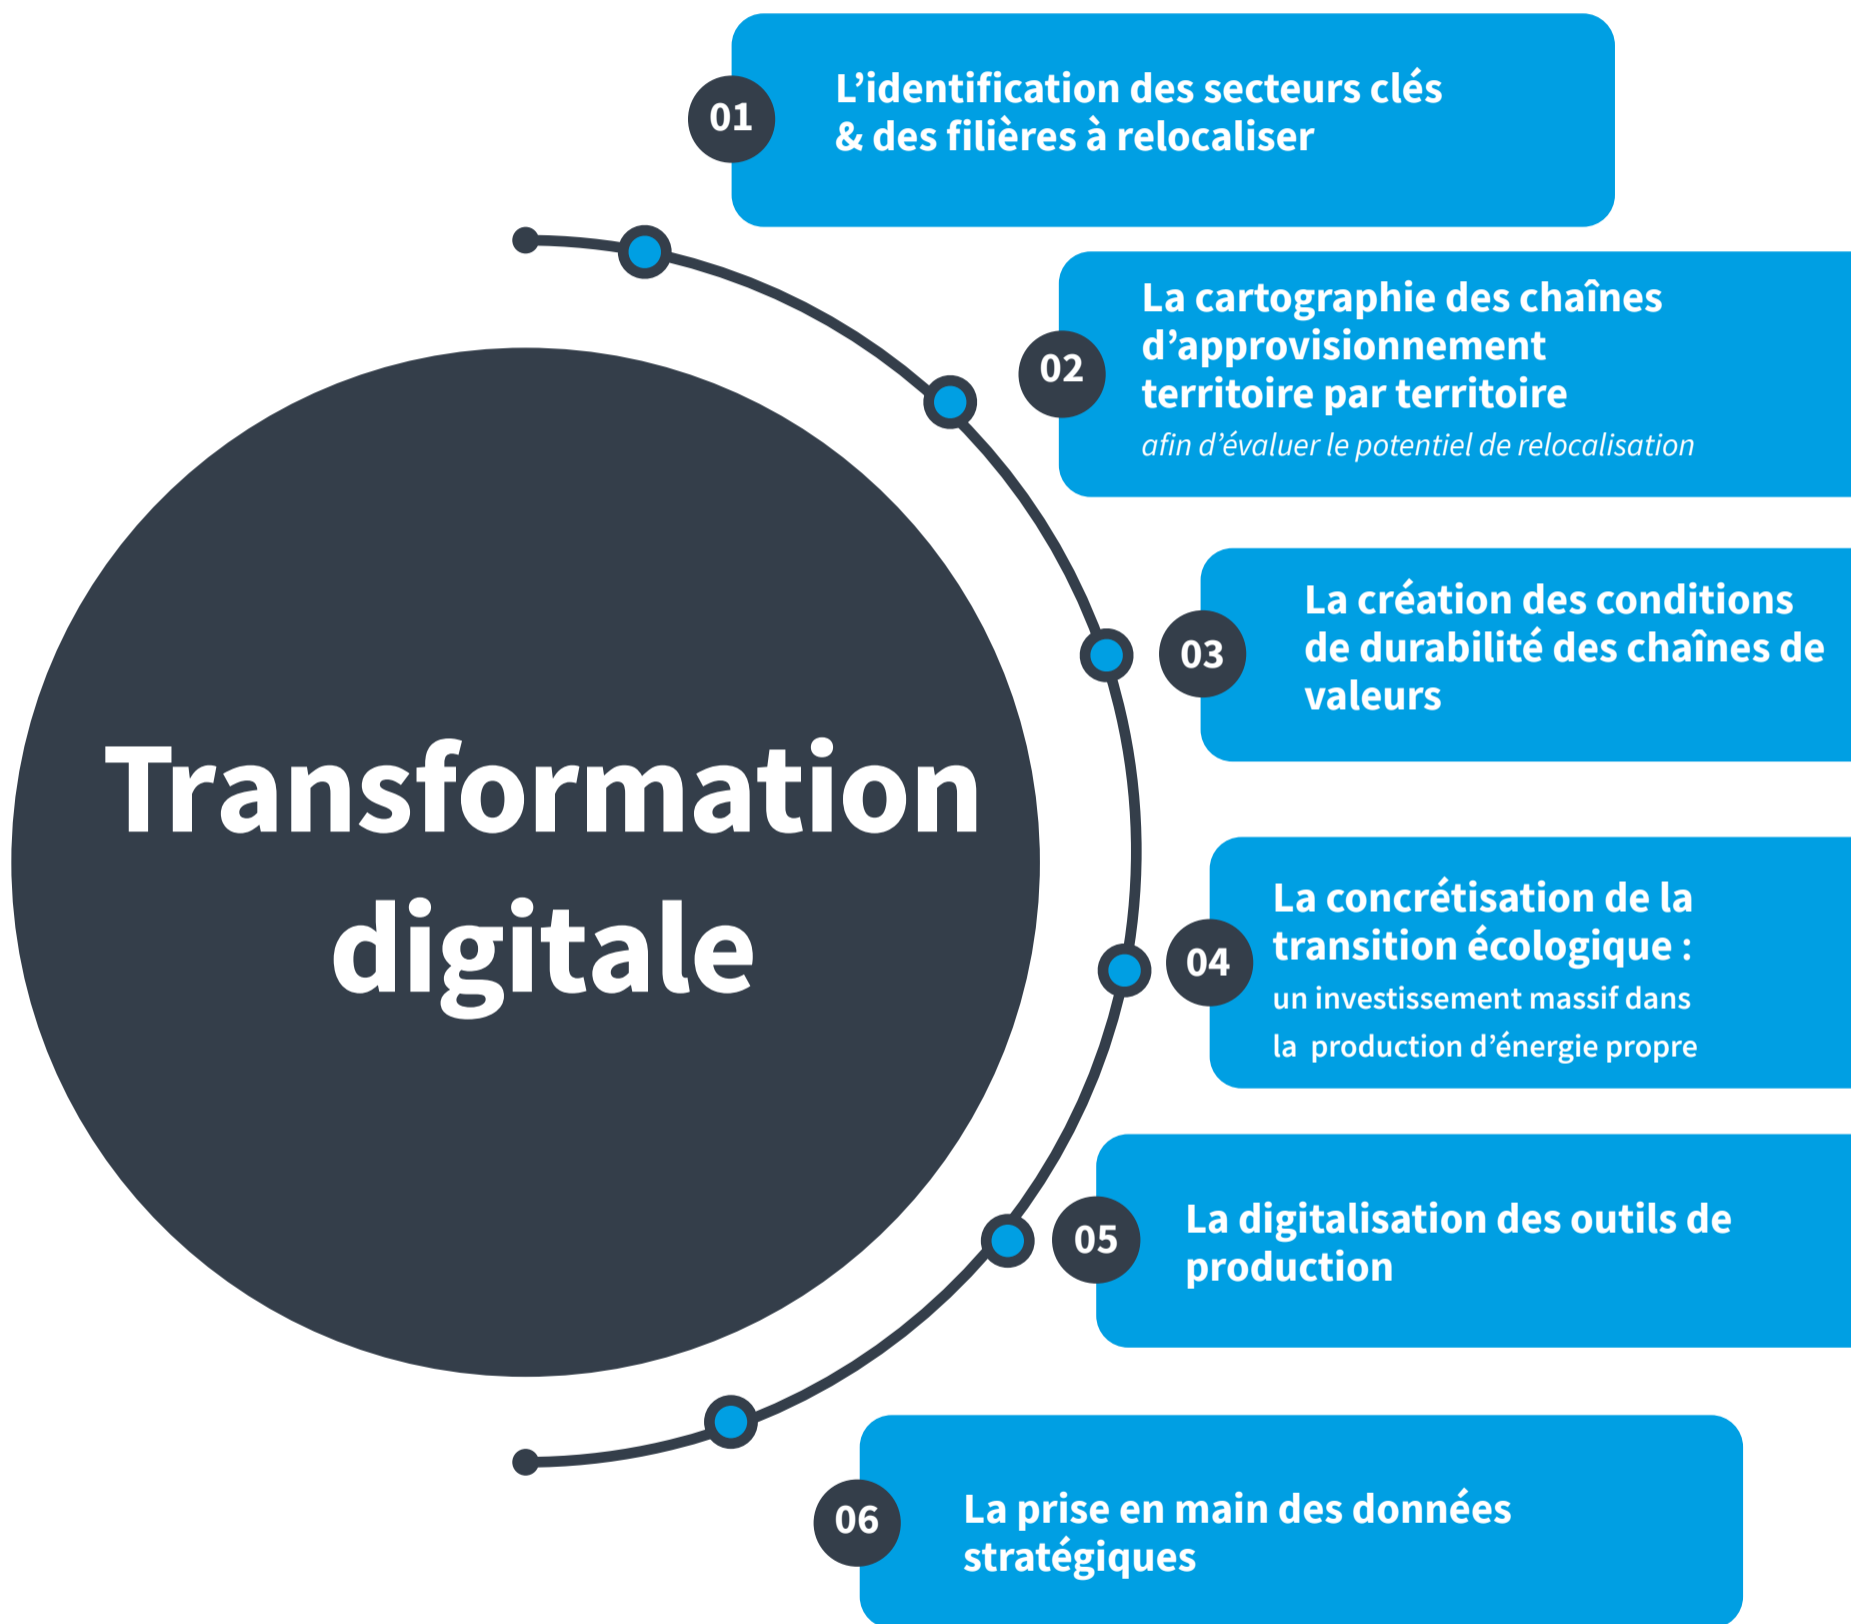 01
L’identification des secteurs clés
& des filières à relocaliser
02
La cartographie des chaînes
d’approvisionnement
territoire par territoire
afin d’évaluer le potentiel de relocalisation
03
La création des conditions
de durabilité des chaînes de
valeurs
Transformation
digitale
04
La concrétisation de la
transition écologique :
un investissement massif dans
la production d’énergie propre
05
La digitalisation des outils de
production
06
La prise en main des données
stratégiques